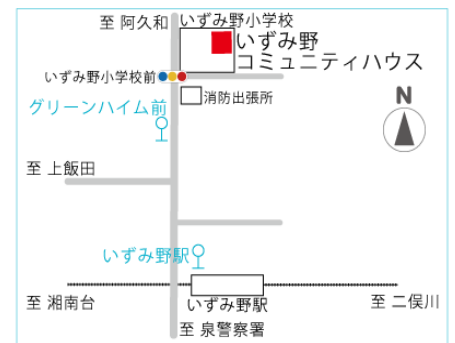 至 阿久和
いずみ野小学校
いずみ野
コミュニティハウス
いずみ野小学校前
消防出張所
グリーンハイム前
N
至 上飯田
いずみ野駅
至 湘南台
いずみ野駅
至 二俣川
至 泉警察署